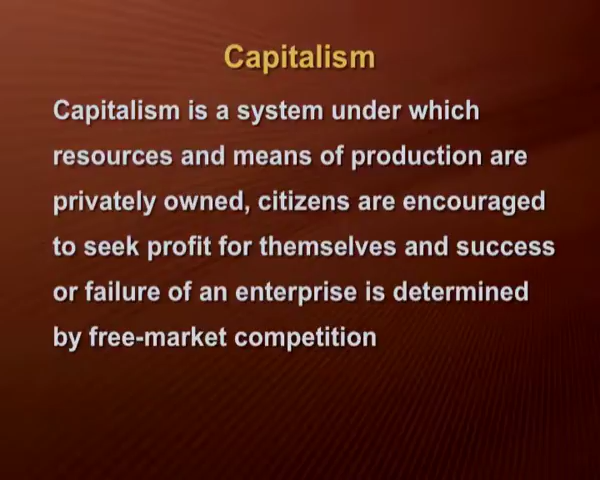 Capitalism
Capitalism is a system under which
resources and means of production are
privately owned, citizens are encouraged
to seek profit for themselves and success
or failure of an enterprise is determined
by free-market competition